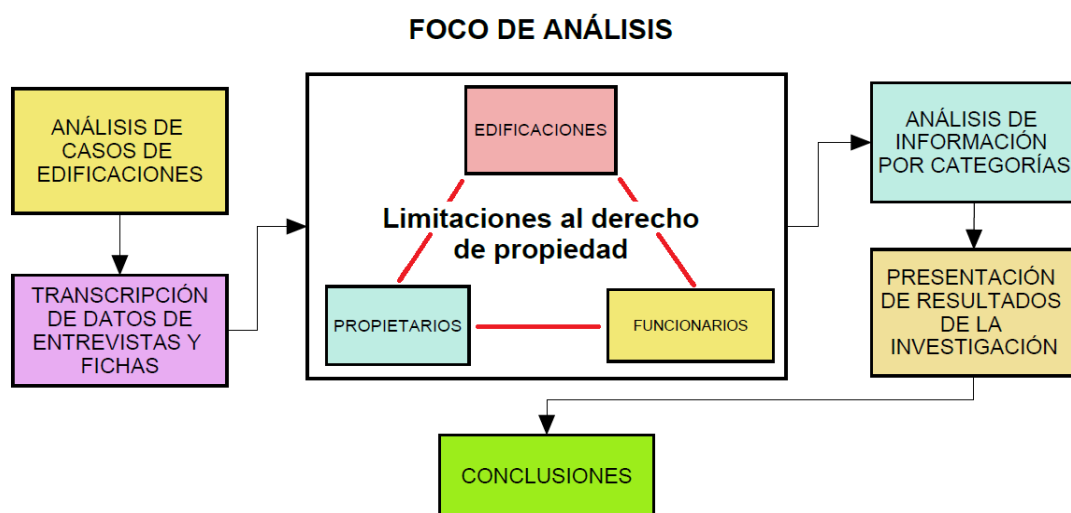 FOCO DE ANÁLISIS
ANÁLISIS DE
CASOS DE
EDIFICACIONES
TRANSCRIPCIÓN
DE DATOS DE
ENTREVISTAS Y
FICHAS
EDIFICACIONES
Limitaciones al derecho
de propiedad
PROPIETARIOS
FUNCIONARIOS
ANÁLISIS DE
INFORMACIÓN
POR CATEGORÍAS
PRESENTACIÓN
DE RESULTADOS
DE LA
INVESTIGACIÓN
CONCLUSIONES